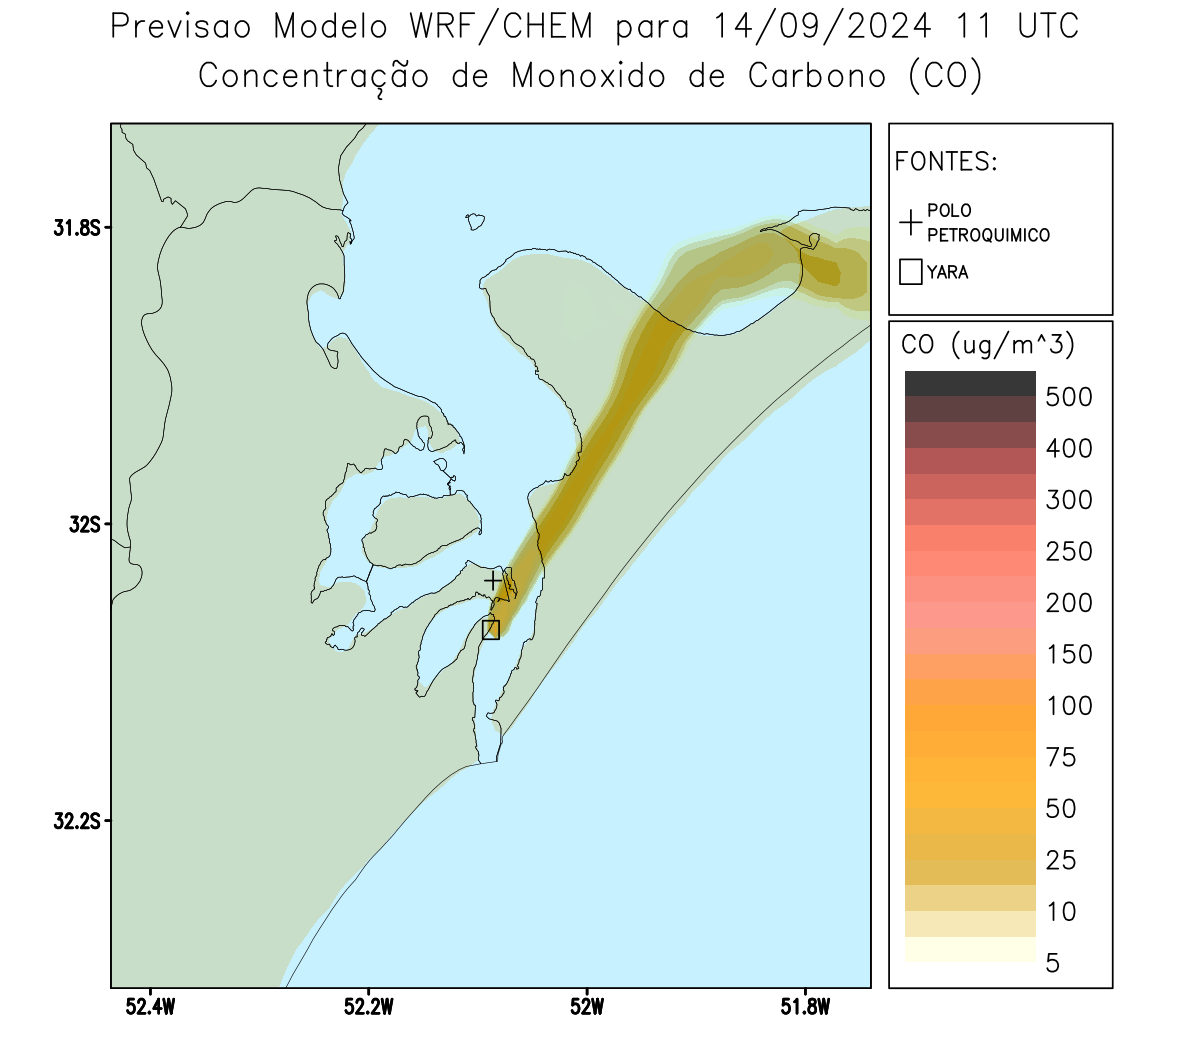 Previsao Modelo WRF/CHEM para 14/09/2024 11 UTC
Concentração de Monoxido de Carbono (CO)
FONTES:
POLO
PETROQUIMICO
YARA
CO (ug/m^3)
500
400
300
250
200
150
100
75
50
25
10
5
31.8S
32S
32.2S
52.4W
52.2W
52W
51.8W